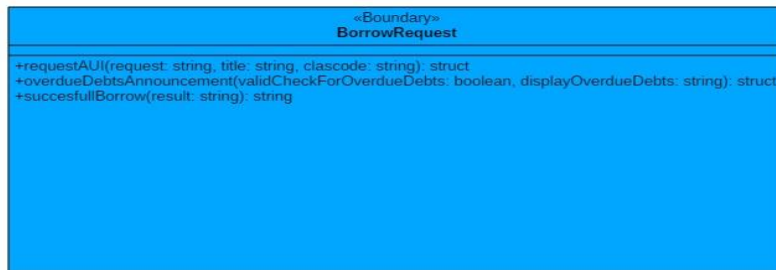 «Boundary»
BorrowRequest
+requestAUI(request: string, title: string, clascode: string): struct
+overdueDebtsAnnouncement(validCheckForOverdueDebts: boolean, displayOverdueDebts: string): struct
+succesfullBorrow(result: string): string